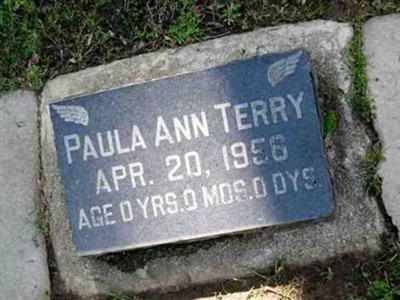 PAULA ANN TERRY
APR. 20, 1956
AGE 0 YRS. 0 MOS. 0 DYS.